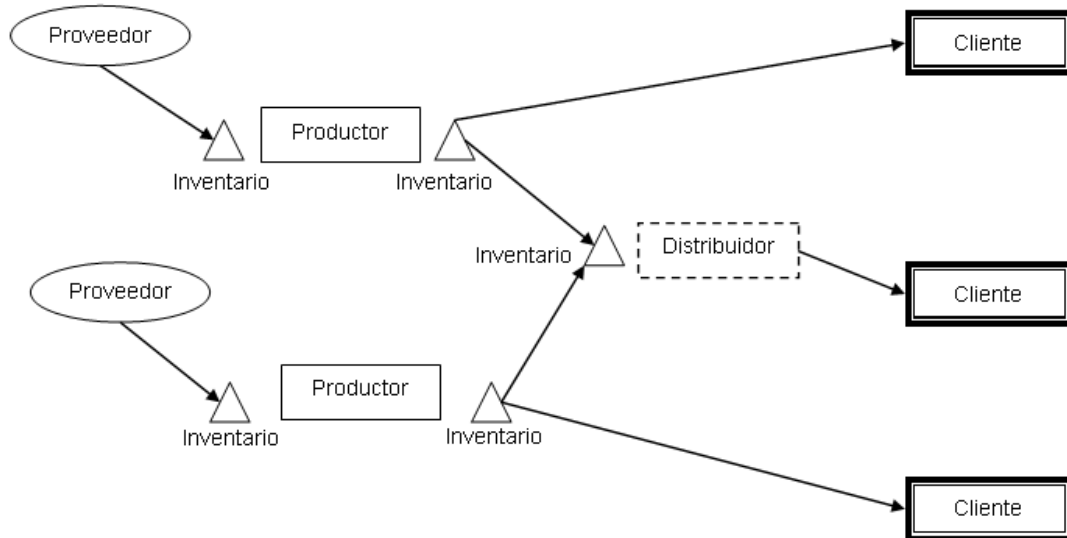 Proveedor
Cliente
Productor
Inventario
Inventario
Inventario
Distribuidor
Proveedor
Cliente
Productor
Inventario
Inventario
Cliente